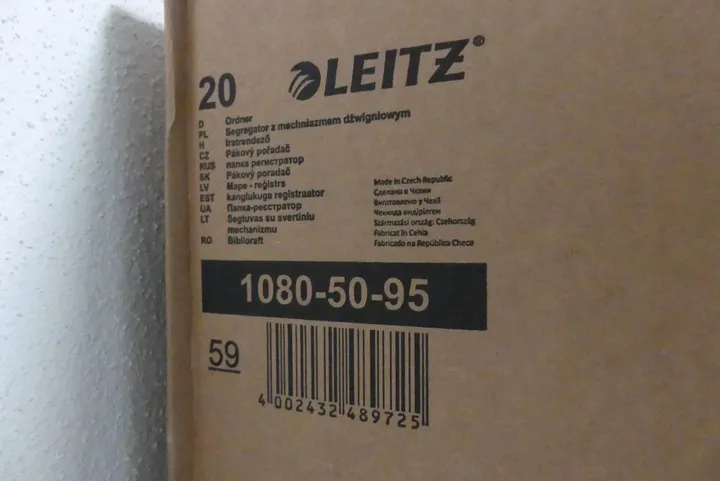 20 LEITZ®
D Ordner
PL Segregator z mechniazmem dźwigniowym
H Iratrendező
CZ Pákový pořadač
RUS папка регистратор
SK Pákový poradač
LV Mape - reģistrs
EST kanglukuga registraator
UA Папка-реєстратор
LT Segtuvas su svertiniu
mechanizmu
RO Biblioraft
Made in Czech Republic
Сделано в Чехии
Виготовлено у Чехії
Чехияда өндірілген
Származási ország: Csehország
Fabricat în Cehia
Fabricado na República Checa
1080-50-95
59
4 002432 489725